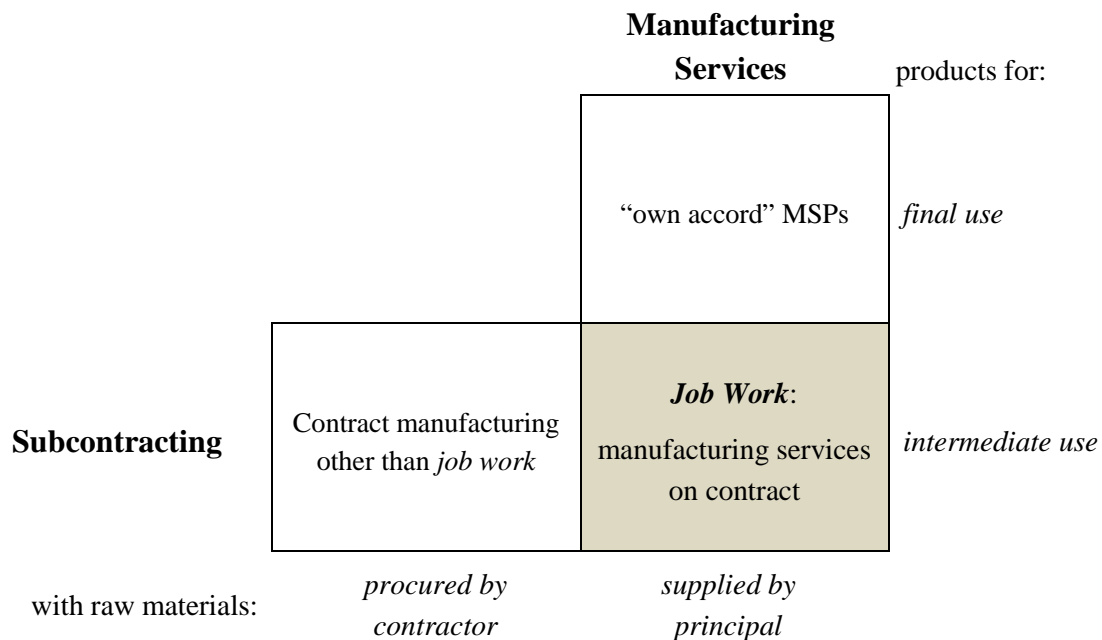 Manufacturing
Services
products for:
“own accord” MSPs
final use
Subcontracting
Contract manufacturing
other than job work
Job Work:
manufacturing services
on contract
intermediate use
with raw materials:
procured by
contractor
supplied by
principal